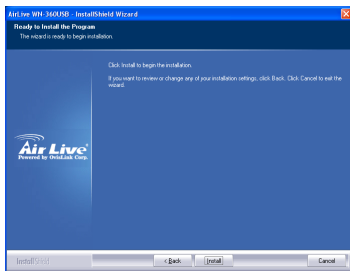 AirLive WN-360USB - InstallShield Wizard
Ready to Install the Program
The wizard is ready to begin installation.
Click Install to begin the installation.
If you want to review or change any of your installation settings, click Back. Click Cancel to exit the
wizard.
Air Live
Powered by OvisLink Corp.
InstallShield
< Back
Install
Cancel